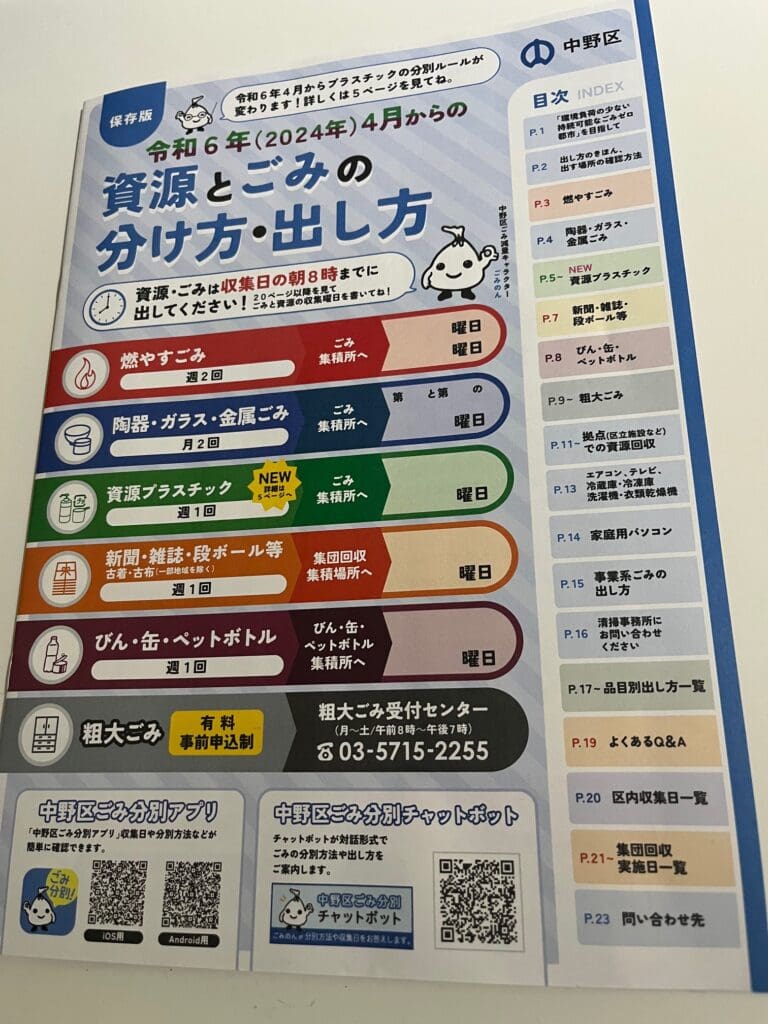 保存版
令和6年4月からプラスチックの分別ルールが
変わります！詳しくは5ページを見てね。
令和6年(2024年)4月からの
資源とごみの
分け方・出し方
中野区ごみ減量キャラクター
ごみのん
資源・ごみは収集日の朝8時までに
出してください！
20ページ以降を見て
ごみと資源の収集曜日を書いてね！
燃やすごみ
週2回
ごみ
集積所へ
曜日
曜日
陶器・ガラス・金属ごみ
月2回
ごみ
集積所へ
第 と第 の
曜日
資源プラスチック
NEW
詳細は
5ページへ
週1回
ごみ
集積所へ
曜日
新聞・雑誌・段ボール等
古着・古布(一部地域を除く)
週1回
集団回収
集積場所へ
曜日
びん・缶・ペットボトル
週1回
びん・缶・
ペットボトル
集積所へ
曜日
粗大ごみ
有料
事前申込制
粗大ごみ受付センター
(月〜土/午前8時〜午後7時)
03-5715-2255
中野区ごみ分別アプリ
「中野区ごみ分別アプリ」収集日や分別方法などが
簡単に確認できます。
ごみ
分別！
iOS用
Android用
中野区ごみ分別チャットボット
チャットボットが対話形式で
ごみの分別方法や出し方を
ご案内します。
中野区ごみ分別
チャットボット
ごみのんが分別方法や収集日をお答えします。
中野区
目次 INDEX
P.1 「環境負荷の少ない
持続可能なごみゼロ
都市」を目指して
P.2 出し方のきほん、
出す場所の確認方法
P.3 燃やすごみ
P.4 陶器・ガラス・
金属ごみ
P.5~ NEW
資源プラスチック
P.7 新聞・雑誌・
段ボール等
P.8 びん・缶・
ペットボトル
P.9~ 粗大ごみ
P.11~ 拠点(区立施設など)
での資源回収
P.13 エアコン、テレビ、
冷蔵庫・冷凍庫
洗濯機・衣類乾燥機
P.14 家庭用パソコン
P.15 事業系ごみの
出し方
P.16 清掃事務所に
お問い合わせ
ください
P.17~ 品目別出し方一覧
P.19 よくあるQ&A
P.20 区内収集日一覧
P.21~ 集団回収
実施日一覧
P.23 問い合わせ先